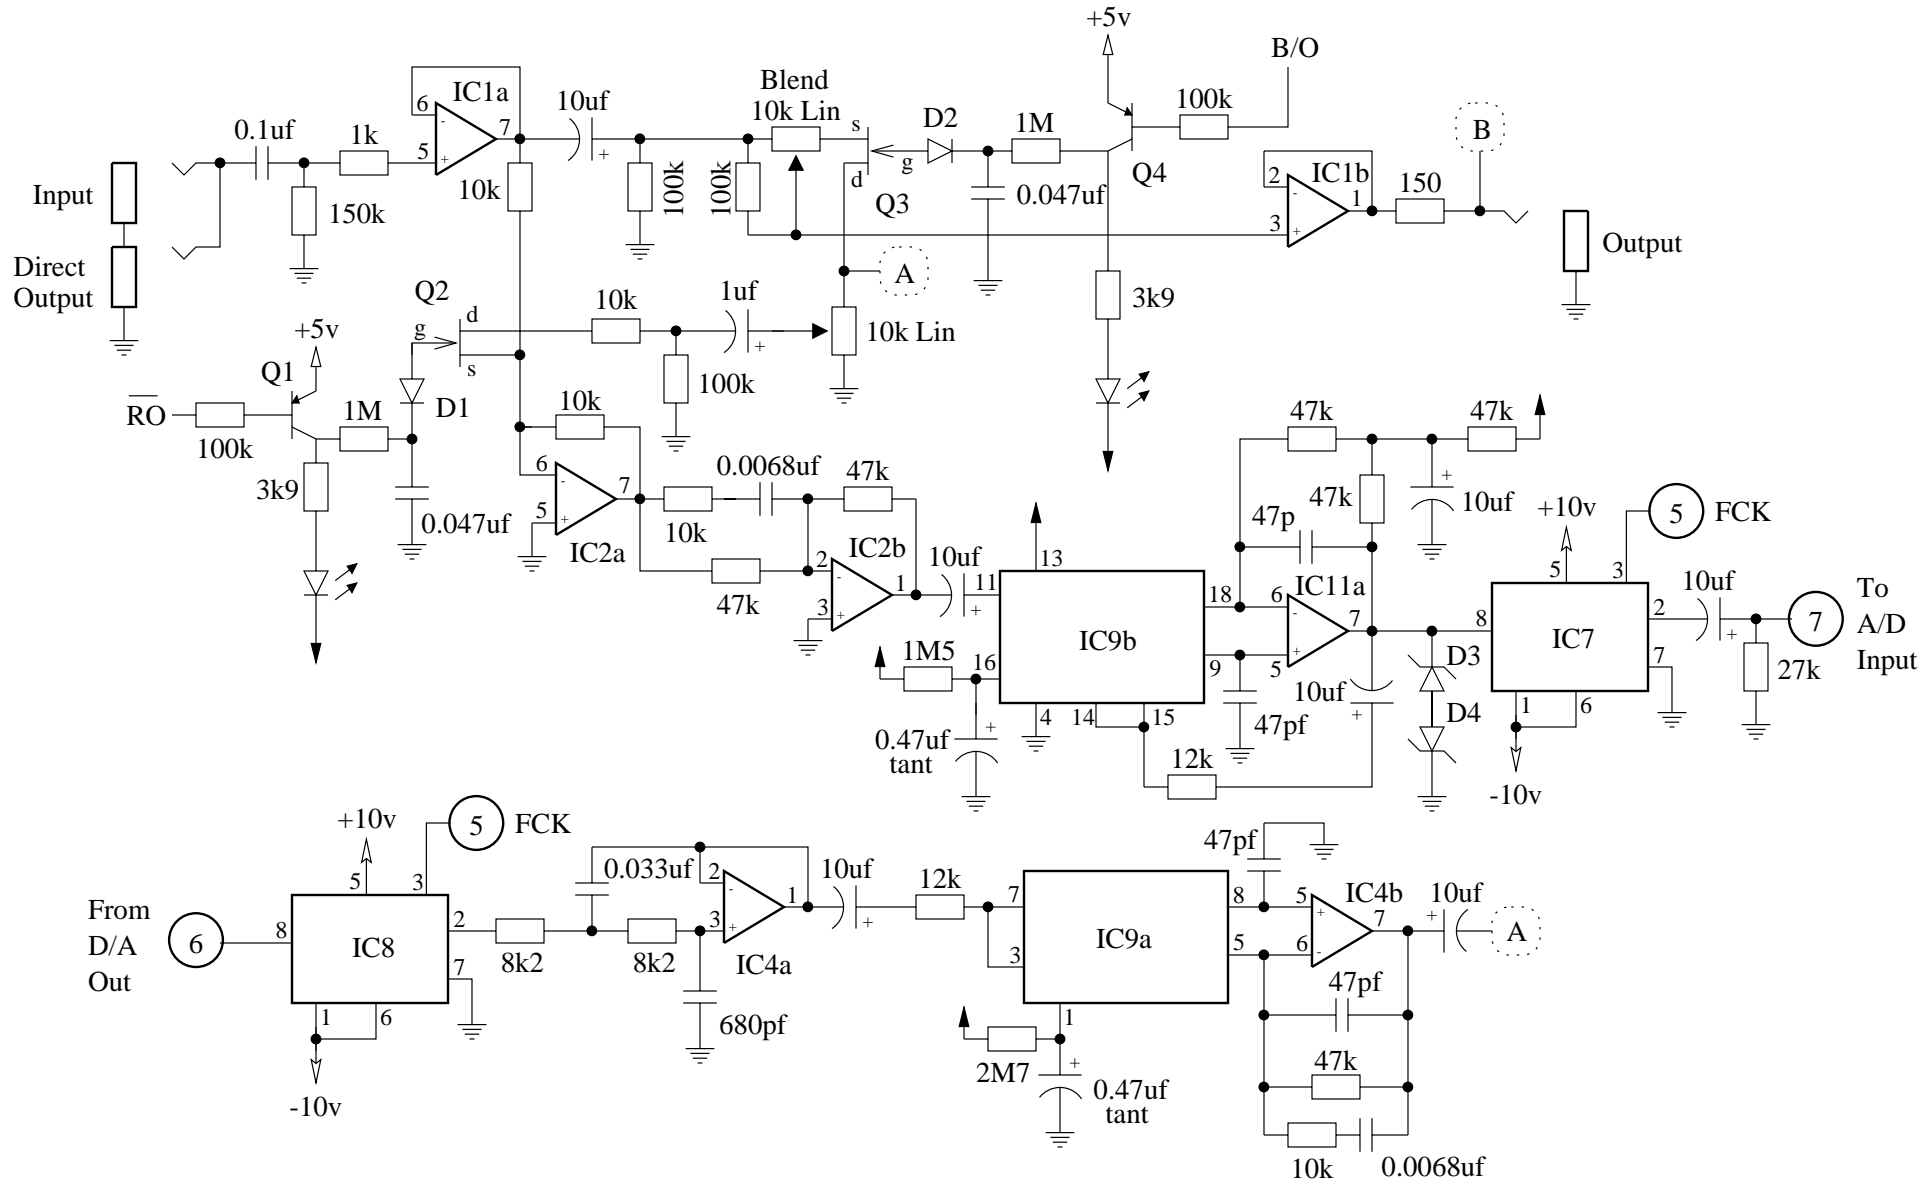 +5v
B/O
Blend
10k Lin
IC1a
6
-
7
5
+
10uf
+
0.1uf
1k
s
g
d
D2
1M
100k
Q4
B
Input
150k
10k
100k
100k
Q3
0.047uf
IC1b
2
-
1
3
+
150
Output
Direct
Output
A
3k9
Q2
d
g
s
10k
1uf
+
10k Lin
+5v
Q1
RO
100k
1M
D1
100k
3k9
0.047uf
10k
6
-
7
5
+
IC2a
0.0068uf
10k
47k
47k
IC2b
2
-
1
3
+
10uf
+
11
13
IC9b
18
9
16
4
14
15
1M5
0.47uf
tant
+
47k
47k
47k
+
10uf
47p
IC11a
6
-
7
5
+
47pf
10uf
+
12k
D3
D4
+10v
5
3
5
FCK
8
IC7
2
7
1
6
-10v
10uf
+
27k
7
To
A/D
Input
+10v
5
FCK
5
3
From
D/A
Out
6
8
IC8
2
7
1
6
-10v
8k2
8k2
0.033uf
2
-
1
3
+
IC4a
680pf
10uf
+
12k
7
3
IC9a
8
5
1
2M7
+
0.47uf
tant
47pf
IC4b
5
+
7
6
-
10uf
+
A
47pf
47k
10k
0.0068uf